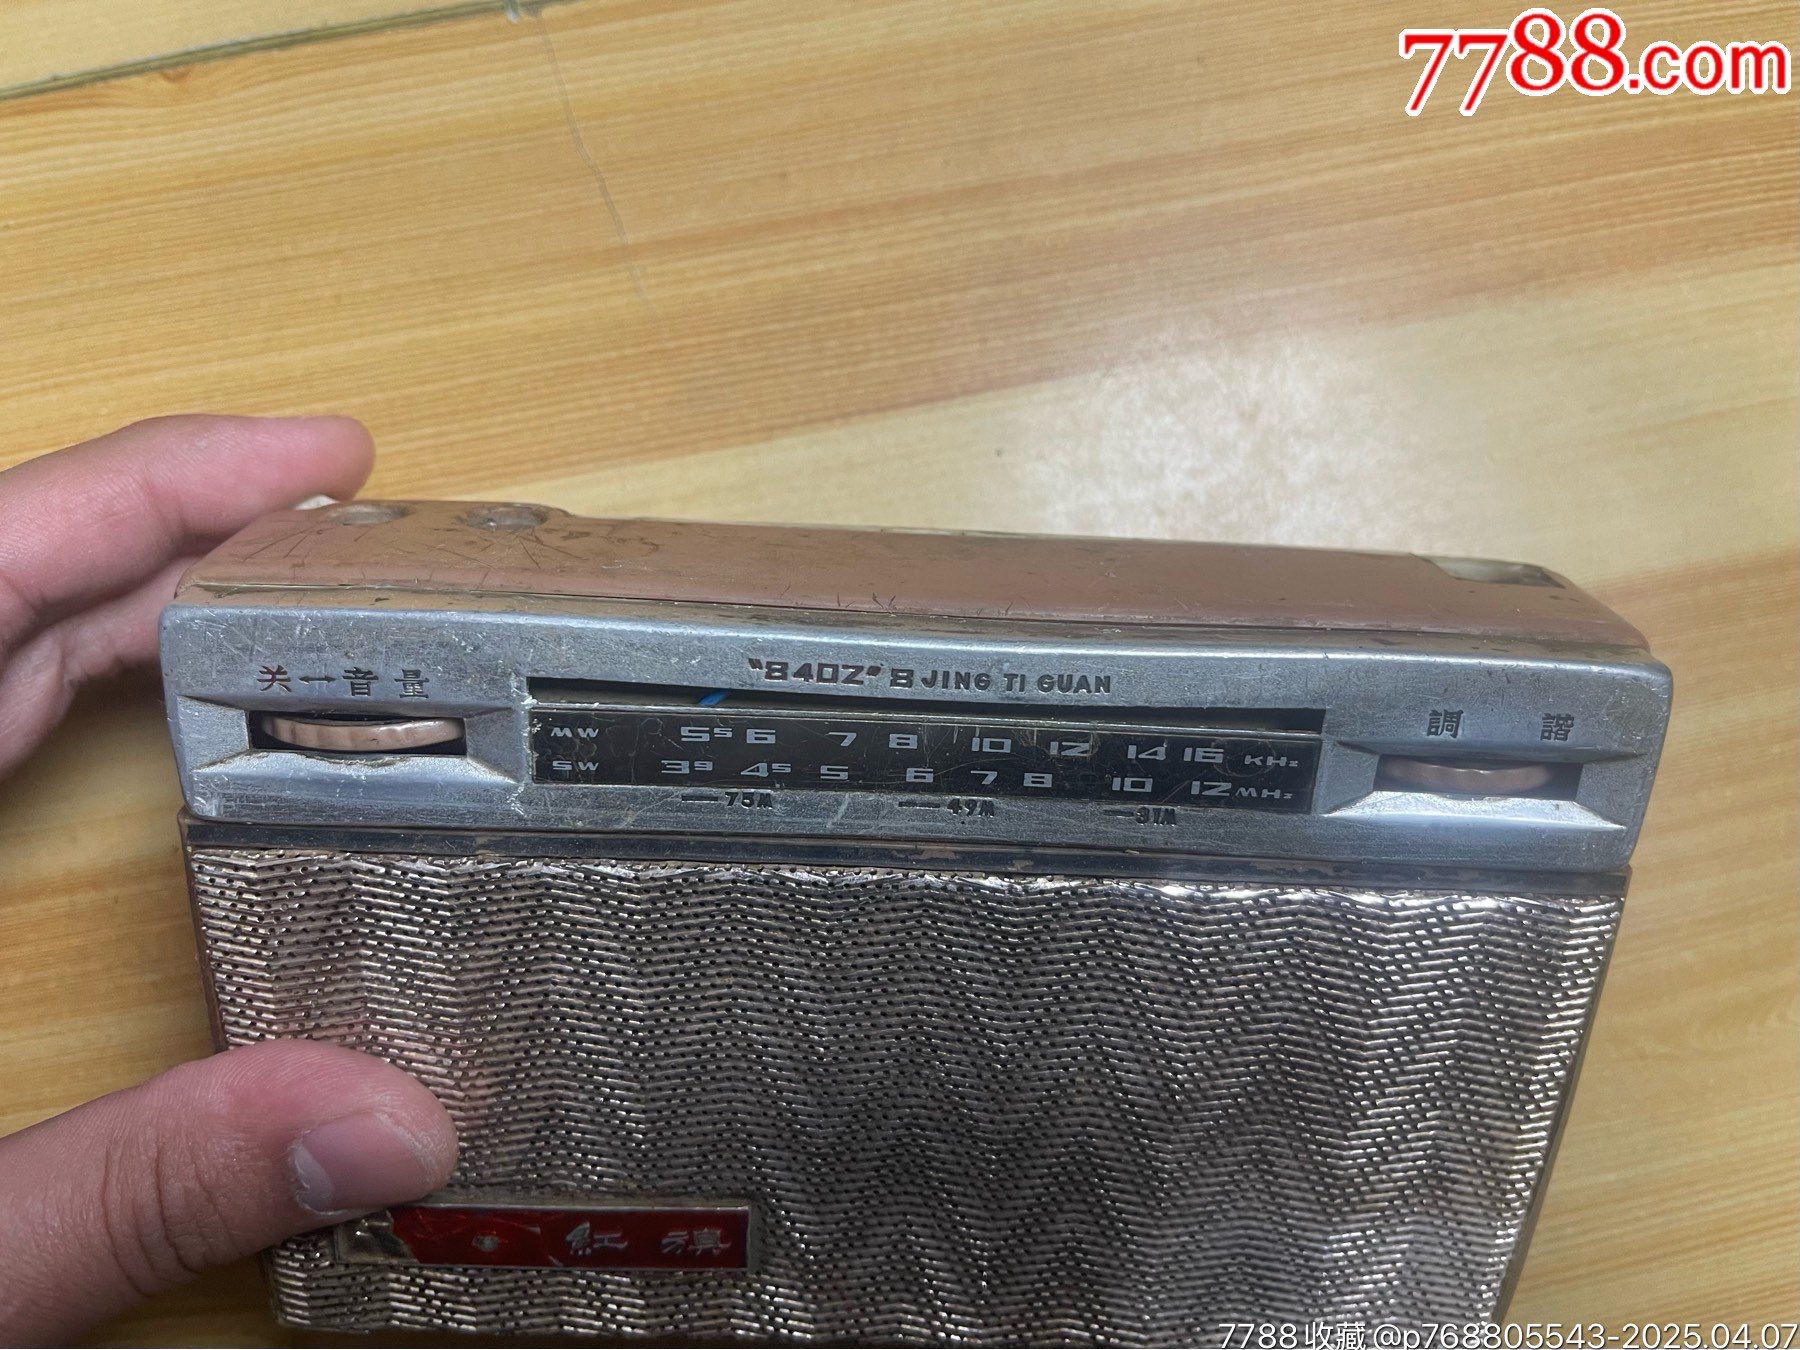 7788.com
"8402" 8 JING TI GUAN
关↔音量
調 諧
MW 5⁵ 6 7 8 10 12 14 16 KHz
SW 3⁹ 4⁵ 5 6 7 8 10 12 MHz
—75M —49M —31M
紅 旗
7788收藏@p768805543-2025.04.07